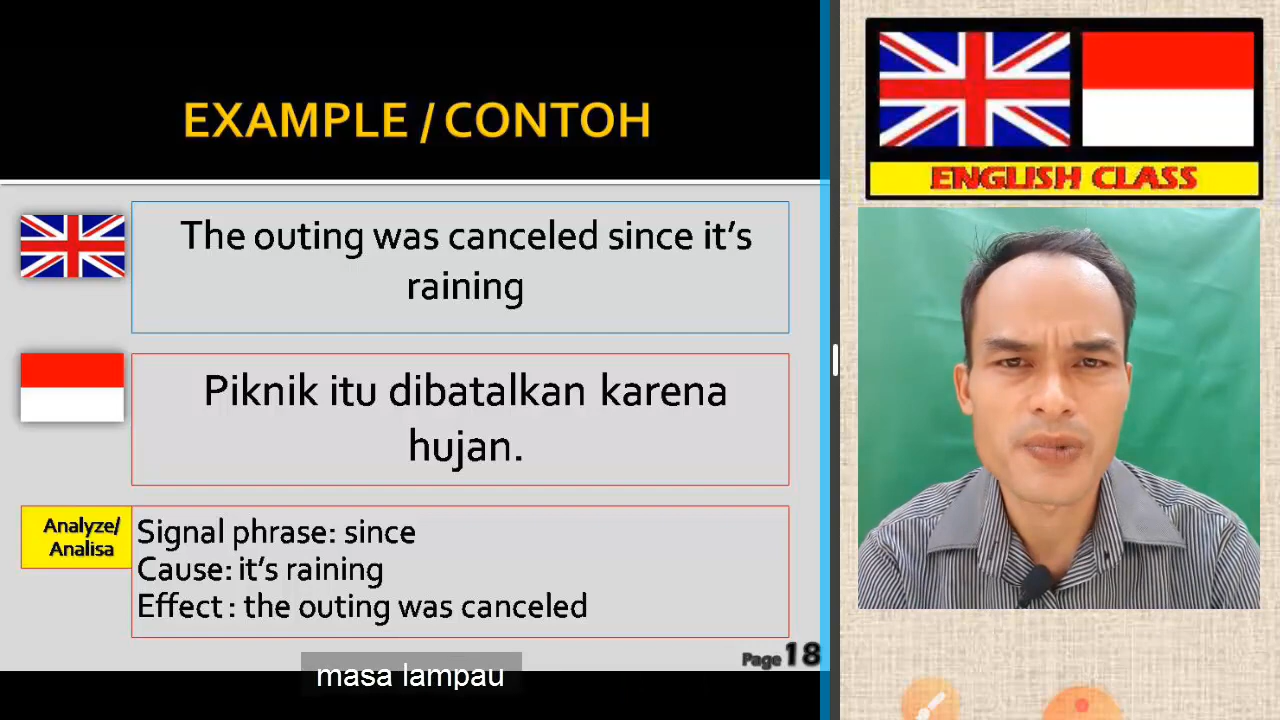 EXAMPLE / CONTOH
The outing was canceled since it's
raining
Piknik itu dibatalkan karena
hujan.
Analyze/
Analisa
Signal phrase: since
Cause: it's raining
Effect : the outing was canceled
Page 18
masa lampau
ENGLISH CLASS